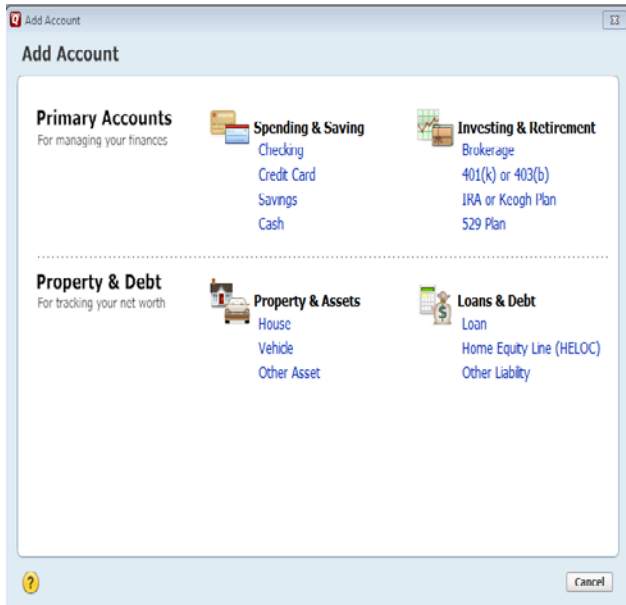 Add Account
Add Account
Primary Accounts
For managing your finances
Spending & Saving
Checking
Credit Card
Savings
Cash
Investing & Retirement
Brokerage
401(k) or 403(b)
IRA or Keogh Plan
529 Plan
Property & Debt
For tracking your net worth
Property & Assets
House
Vehicle
Other Asset
Loans & Debt
Loan
Home Equity Line (HELOC)
Other Liability
?
Cancel